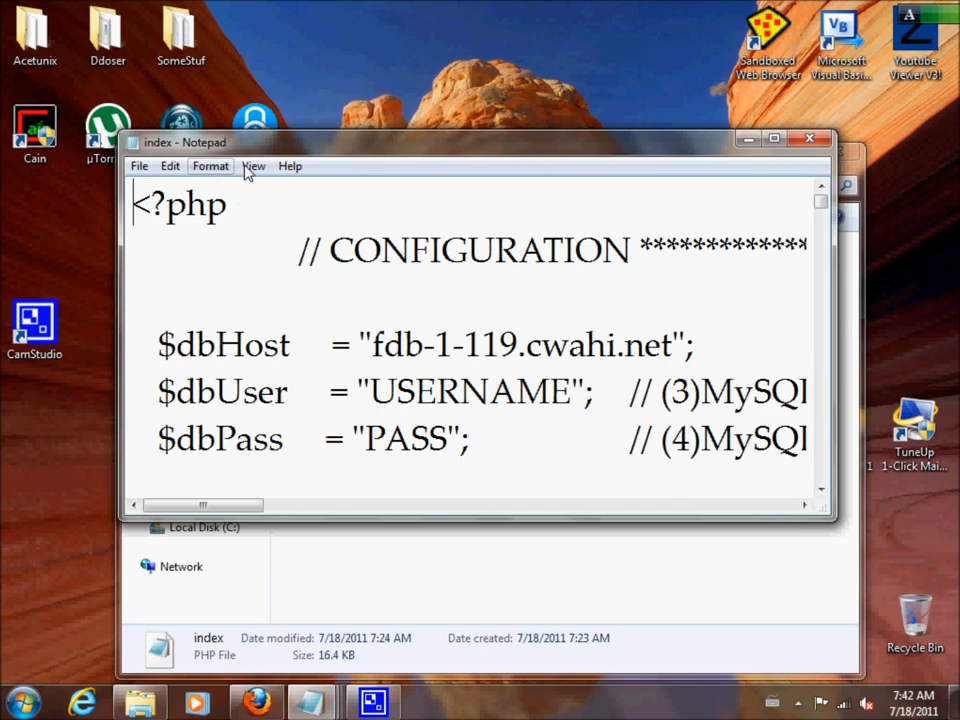 Acetunix
Ddoser
SomeStuf
Sandboxed
Web Browser
Microsoft
Visual Basi...
Youtube
Viewer V3!
A
VB
Cain
µTorr
index - Notepad
File Edit Format View Help
<?php
// CONFIGURATION *************
$dbHost = "fdb-1-119.cwahi.net";
$dbUser = "USERNAME"; // (3)MySQl
$dbPass = "PASS"; // (4)MySQl
CamStudio
TuneUp
1 1-Click Mai...
Local Disk (C:)
Network
index Date modified: 7/18/2011 7:24 AM Date created: 7/18/2011 7:23 AM
PHP File Size: 16.4 KB
Recycle Bin
7:42 AM
7/18/2011